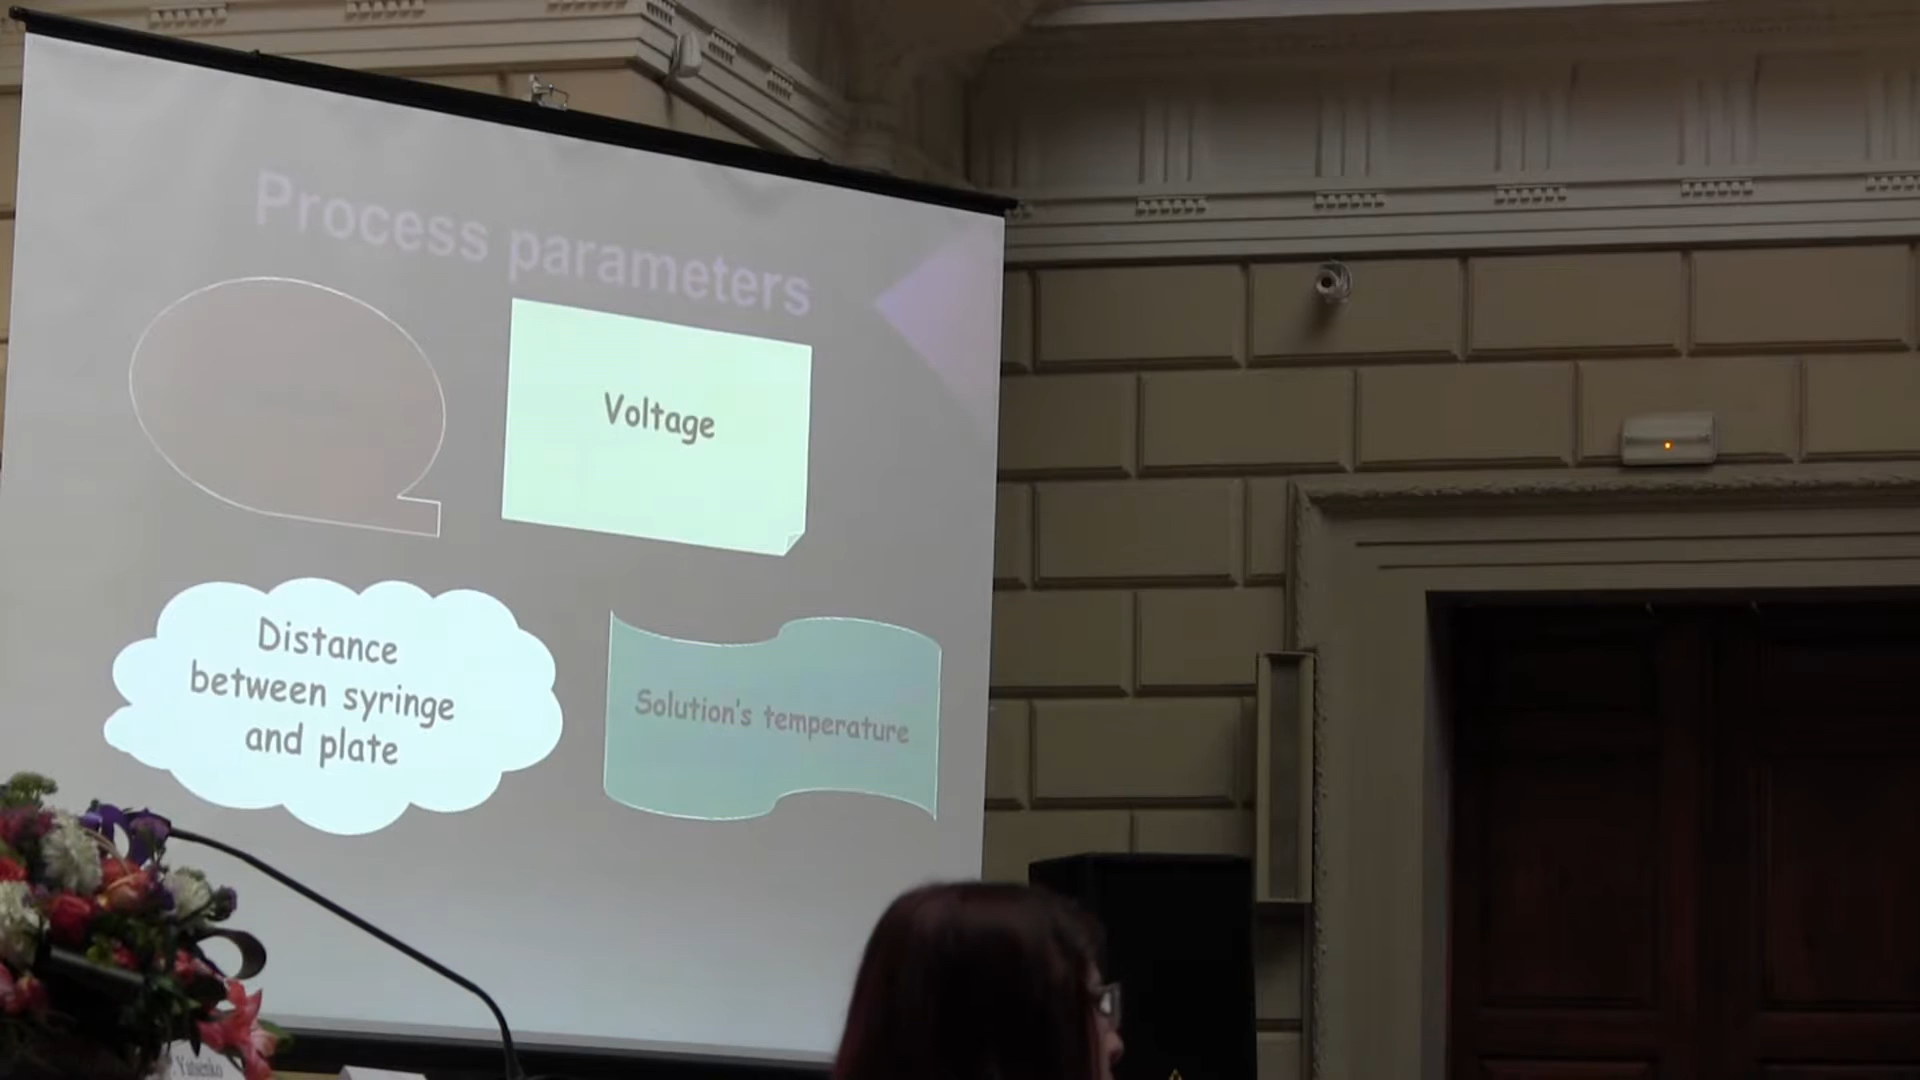 Process parameters
Voltage
Distance
between syringe
and plate
Solution's temperature